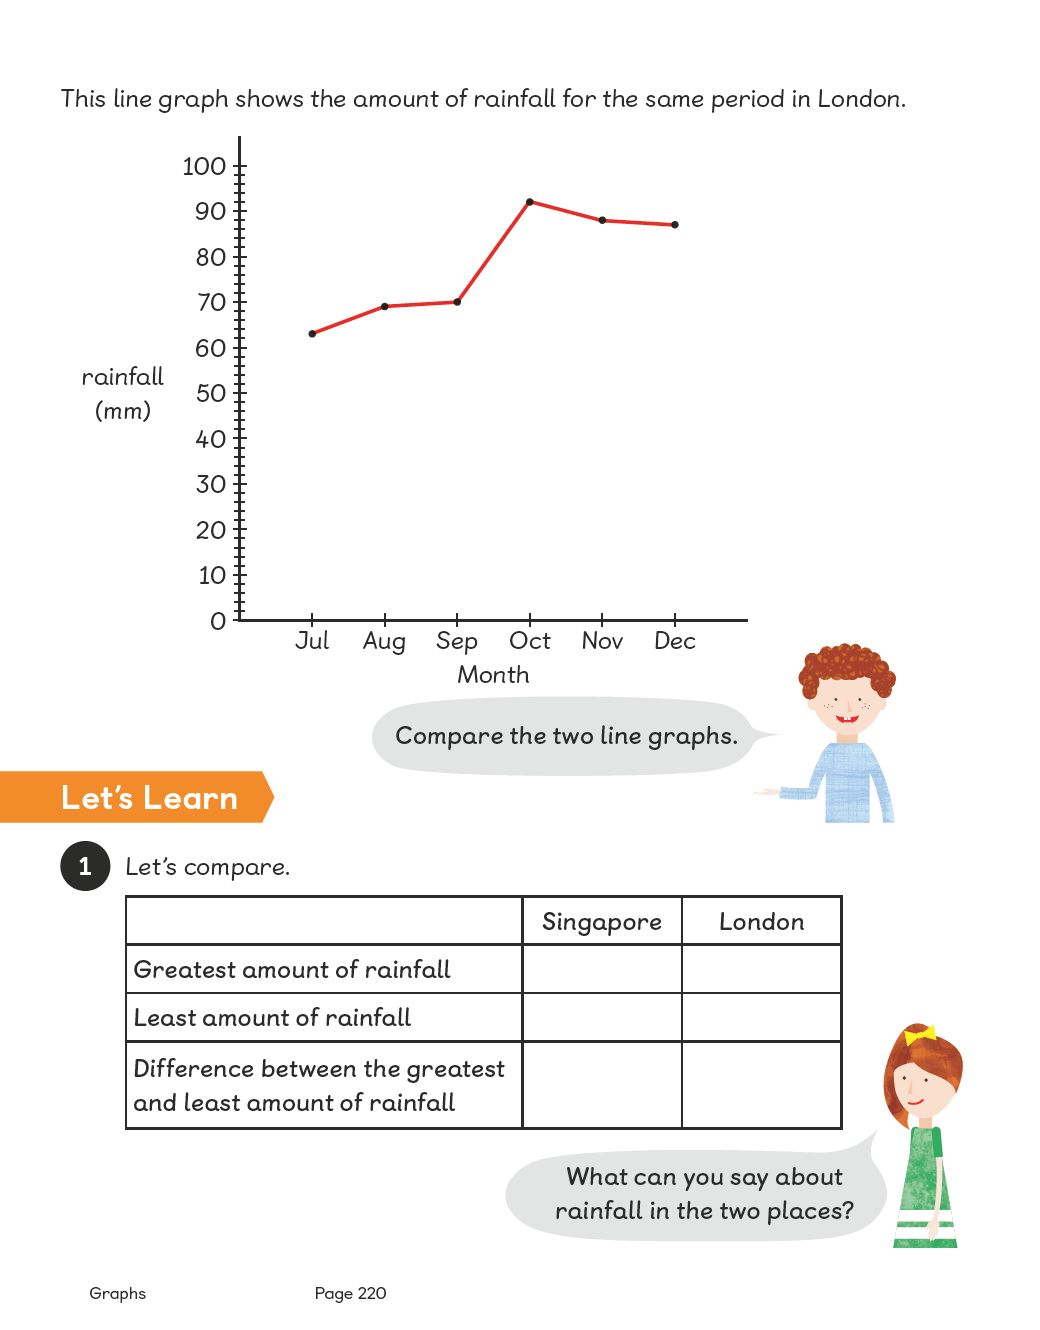 This line graph shows the amount of rainfall for the same period in London.
100
90
80
70
60
50
40
30
20
10
0
rainfall
(mm)
Jul Aug Sep Oct Nov Dec
Month
Compare the two line graphs.
Let's Learn
1 Let's compare.
Singapore London
Greatest amount of rainfall
Least amount of rainfall
Difference between the greatest
and least amount of rainfall
What can you say about
rainfall in the two places?
Graphs Page 220